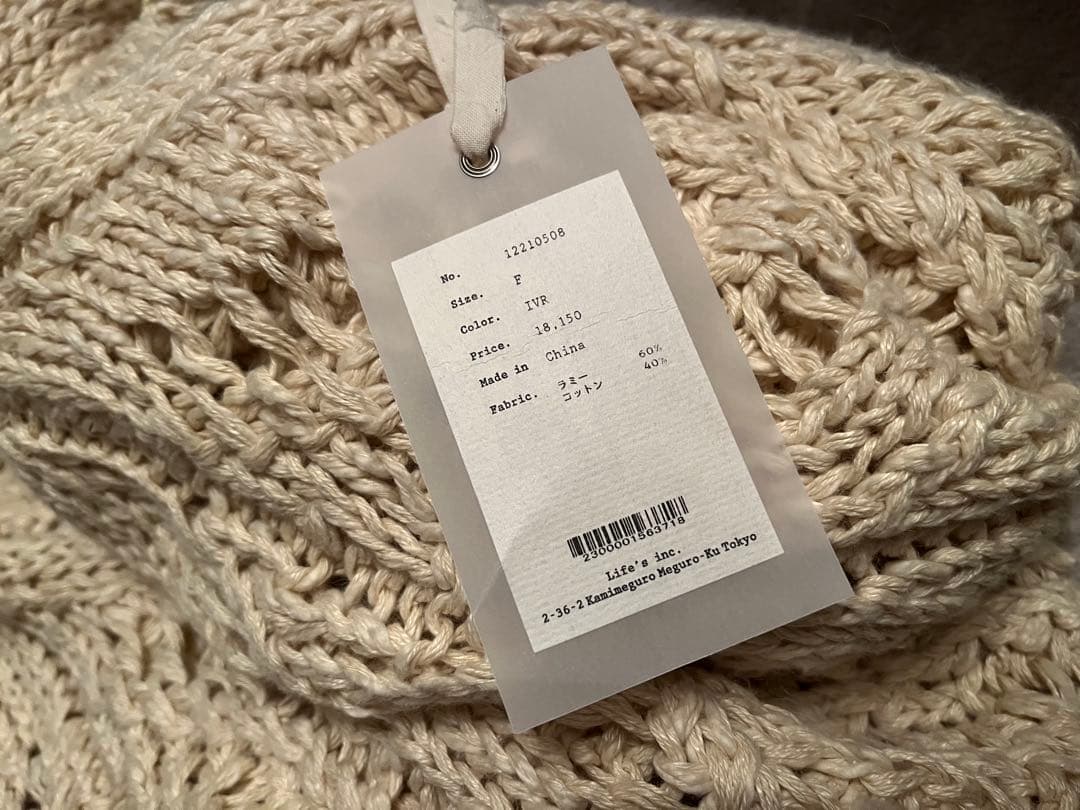 No. 12210508
Size. F
Color. IVR
Price. 18,150
Made in China
Fabric. ラミー 60%
コットン 40%
2300001563718
Life's inc.
2-36-2 Kamimeguro Meguro-Ku Tokyo